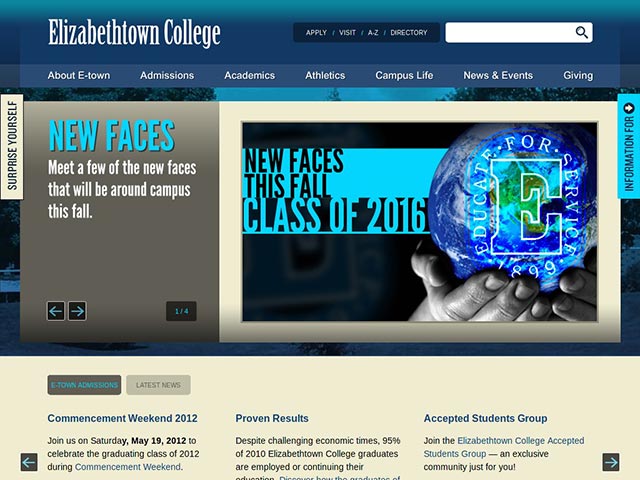 Elizabethtown College
APPLY / VISIT / A-Z / DIRECTORY
About E-town Admissions Academics Athletics Campus Life News & Events Giving
SURPRISE YOURSELF
INFORMATION FOR
NEW FACES
Meet a few of the new faces
that will be around campus
this fall.
1 / 4
NEW FACES
THIS FALL
CLASS OF 2016
EDUCATE·FOR·SERVICE
E
1899
E-TOWN ADMISSIONS
LATEST NEWS
Commencement Weekend 2012
Join us on Saturday, May 19, 2012 to
celebrate the graduating class of 2012
during Commencement Weekend.
Proven Results
Despite challenging economic times, 95%
of 2010 Elizabethtown College graduates
are employed or continuing their
education. Discover how the graduates of
Accepted Students Group
Join the Elizabethtown College Accepted
Students Group — an exclusive
community just for you!